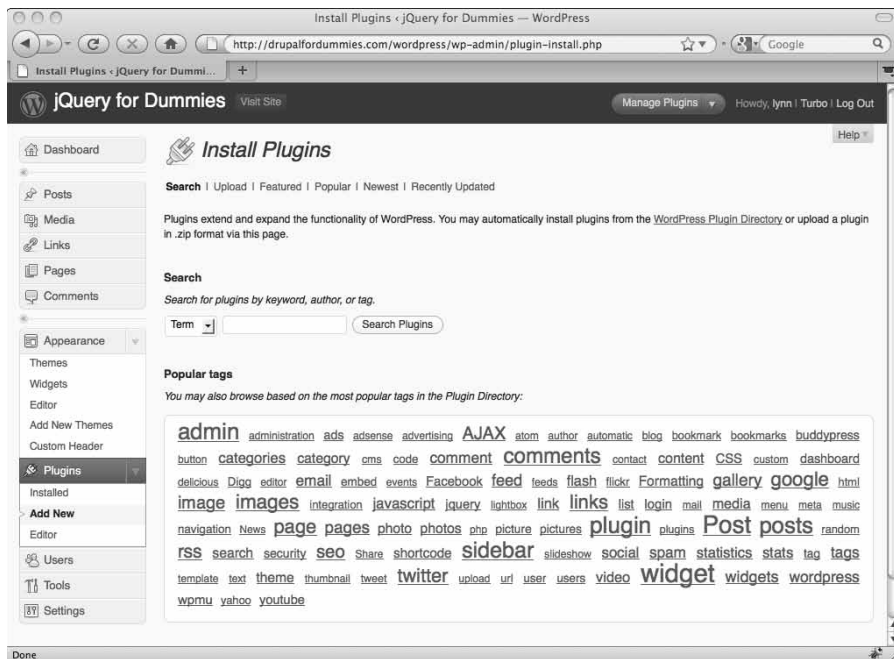 Install Plugins ‹ jQuery for Dummies — WordPress
http://drupalfordummies.com/wordpress/wp-admin/plugin-install.php
Google
Install Plugins ‹ jQuery for Dummi...
+
jQuery for Dummies
Visit Site
Manage Plugins
Howdy, lynn | Turbo | Log Out
Help
Dashboard
Posts
Media
Links
Pages
Comments
Appearance
Themes
Widgets
Editor
Add New Themes
Custom Header
Plugins
Installed
Add New
Editor
Users
Tools
Settings
Install Plugins
Search | Upload | Featured | Popular | Newest | Recently Updated
Plugins extend and expand the functionality of WordPress. You may automatically install plugins from the WordPress Plugin Directory or upload a plugin
in .zip format via this page.
Search
Search for plugins by keyword, author, or tag.
Term
Search Plugins
Popular tags
You may also browse based on the most popular tags in the Plugin Directory:
admin administration ads adsense advertising AJAX atom author automatic blog bookmark bookmarks buddypress
button categories category cms code comment comments contact content CSS custom dashboard
delicious Digg editor email embed events Facebook feed feeds flash flickr Formatting gallery google html
image images integration javascript jquery lightbox link links list login mail media menu meta music
navigation News page pages photo photos php picture pictures plugin plugins Post posts random
rss search security seo Share shortcode sidebar slideshow social spam statistics stats tag tags
template text theme thumbnail tweet twitter upload url user users video widget widgets wordpress
wpmu yahoo youtube
Done